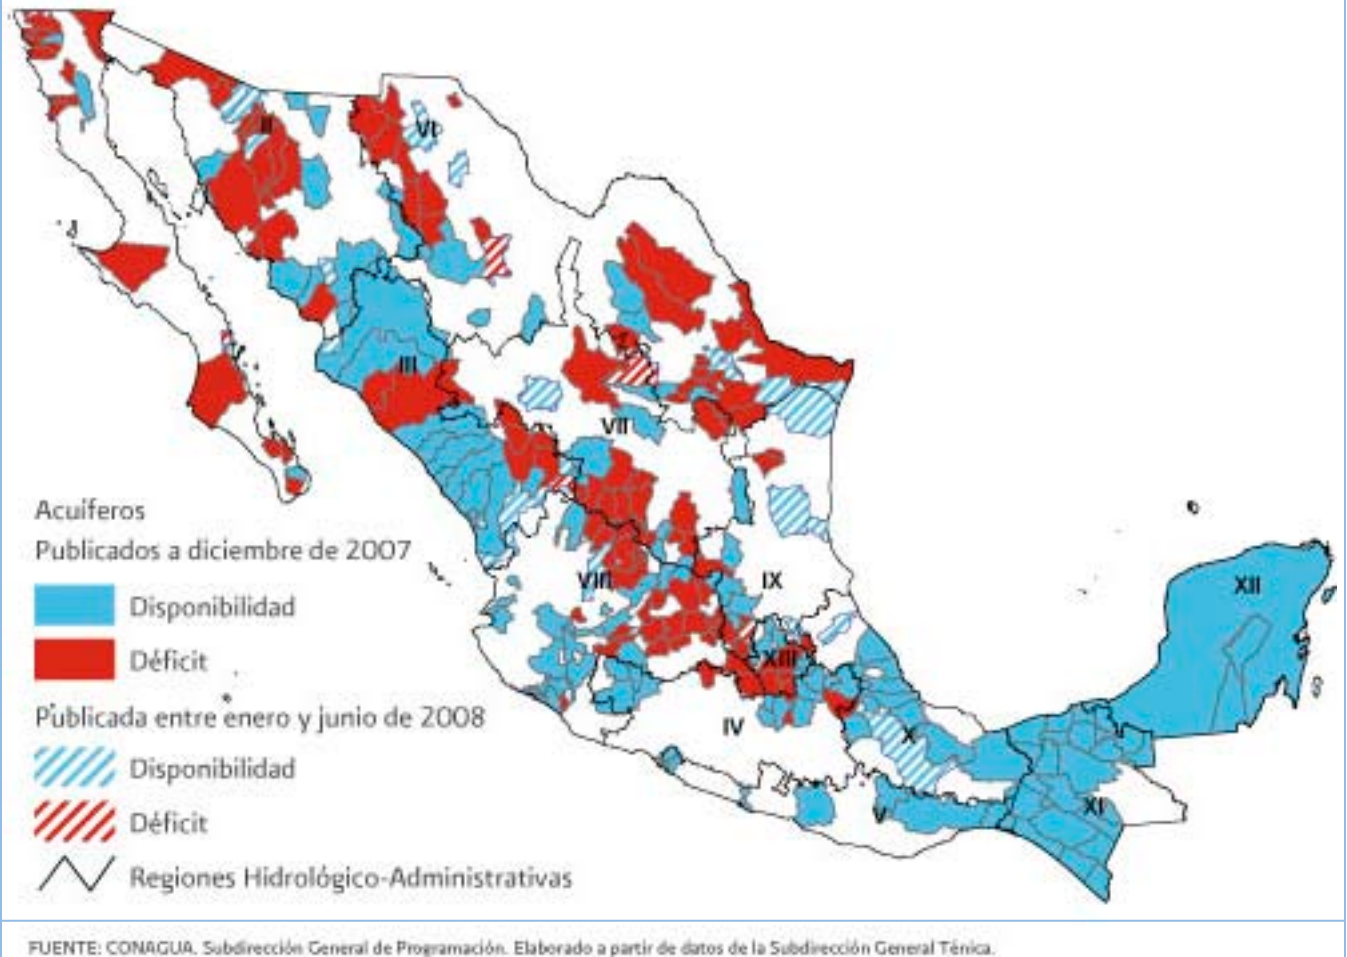 II
VI
III
VII
VIII
IX
XIII
IV
X
V
XI
XII
Acuíferos
Publicados a diciembre de 2007
Disponibilidad
Déficit
Publicada entre enero y junio de 2008
Disponibilidad
Déficit
Regiones Hidrológico-Administrativas
FUENTE: CONAGUA. Subdirección General de Programación. Elaborado a partir de datos de la Subdirección General Ténica.